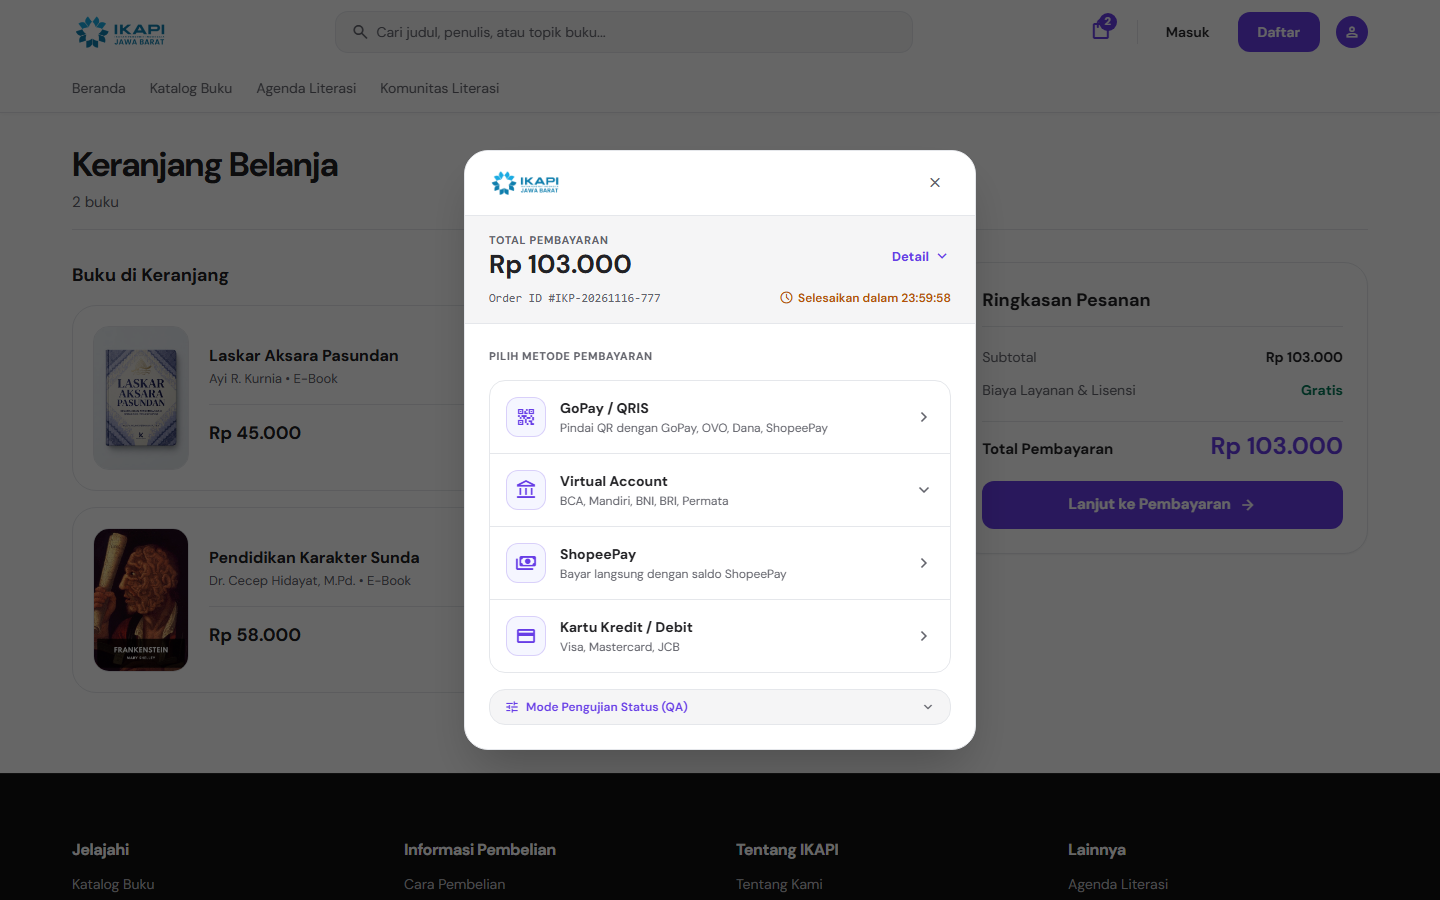 IKAPI
JAWA BARAT
Cari judul, penulis, atau topik buku...
2
Masuk
Daftar
Beranda
Katalog Buku
Agenda Literasi
Komunitas Literasi
Keranjang Belanja
2 buku
Buku di Keranjang
LASKAR
AKSARA
PASUNDAN
Laskar Aksara Pasundan
Ayi R. Kurnia • E-Book
Rp 45.000
FRANKENSTEIN
MARY SHELLEY
Pendidikan Karakter Sunda
Dr. Cecep Hidayat, M.Pd. • E-Book
Rp 58.000
IKAPI
JAWA BARAT
TOTAL PEMBAYARAN
Rp 103.000
Detail
Order ID #IKP-20261116-777
Selesaikan dalam 23:59:58
PILIH METODE PEMBAYARAN
GoPay / QRIS
Pindai QR dengan GoPay, OVO, Dana, ShopeePay
Virtual Account
BCA, Mandiri, BNI, BRI, Permata
ShopeePay
Bayar langsung dengan saldo ShopeePay
Kartu Kredit / Debit
Visa, Mastercard, JCB
Mode Pengujian Status (QA)
Ringkasan Pesanan
Subtotal
Rp 103.000
Biaya Layanan & Lisensi
Gratis
Total Pembayaran
Rp 103.000
Lanjut ke Pembayaran
Jelajahi
Katalog Buku
Informasi Pembelian
Cara Pembelian
Tentang IKAPI
Tentang Kami
Lainnya
Agenda Literasi